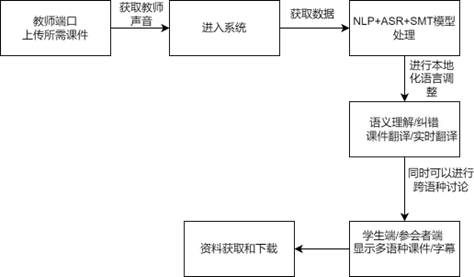 教师端口
上传所需课件
获取教师
声音
进入系统
获取数据
NLP+ASR+SMT模型
处理
进行本地
化语言调
整
语义理解/纠错
课件翻译/实时翻译
同时可以进行
跨语种讨论
学生端/参会者端
显示多语种课件/字幕
资料获取和下载